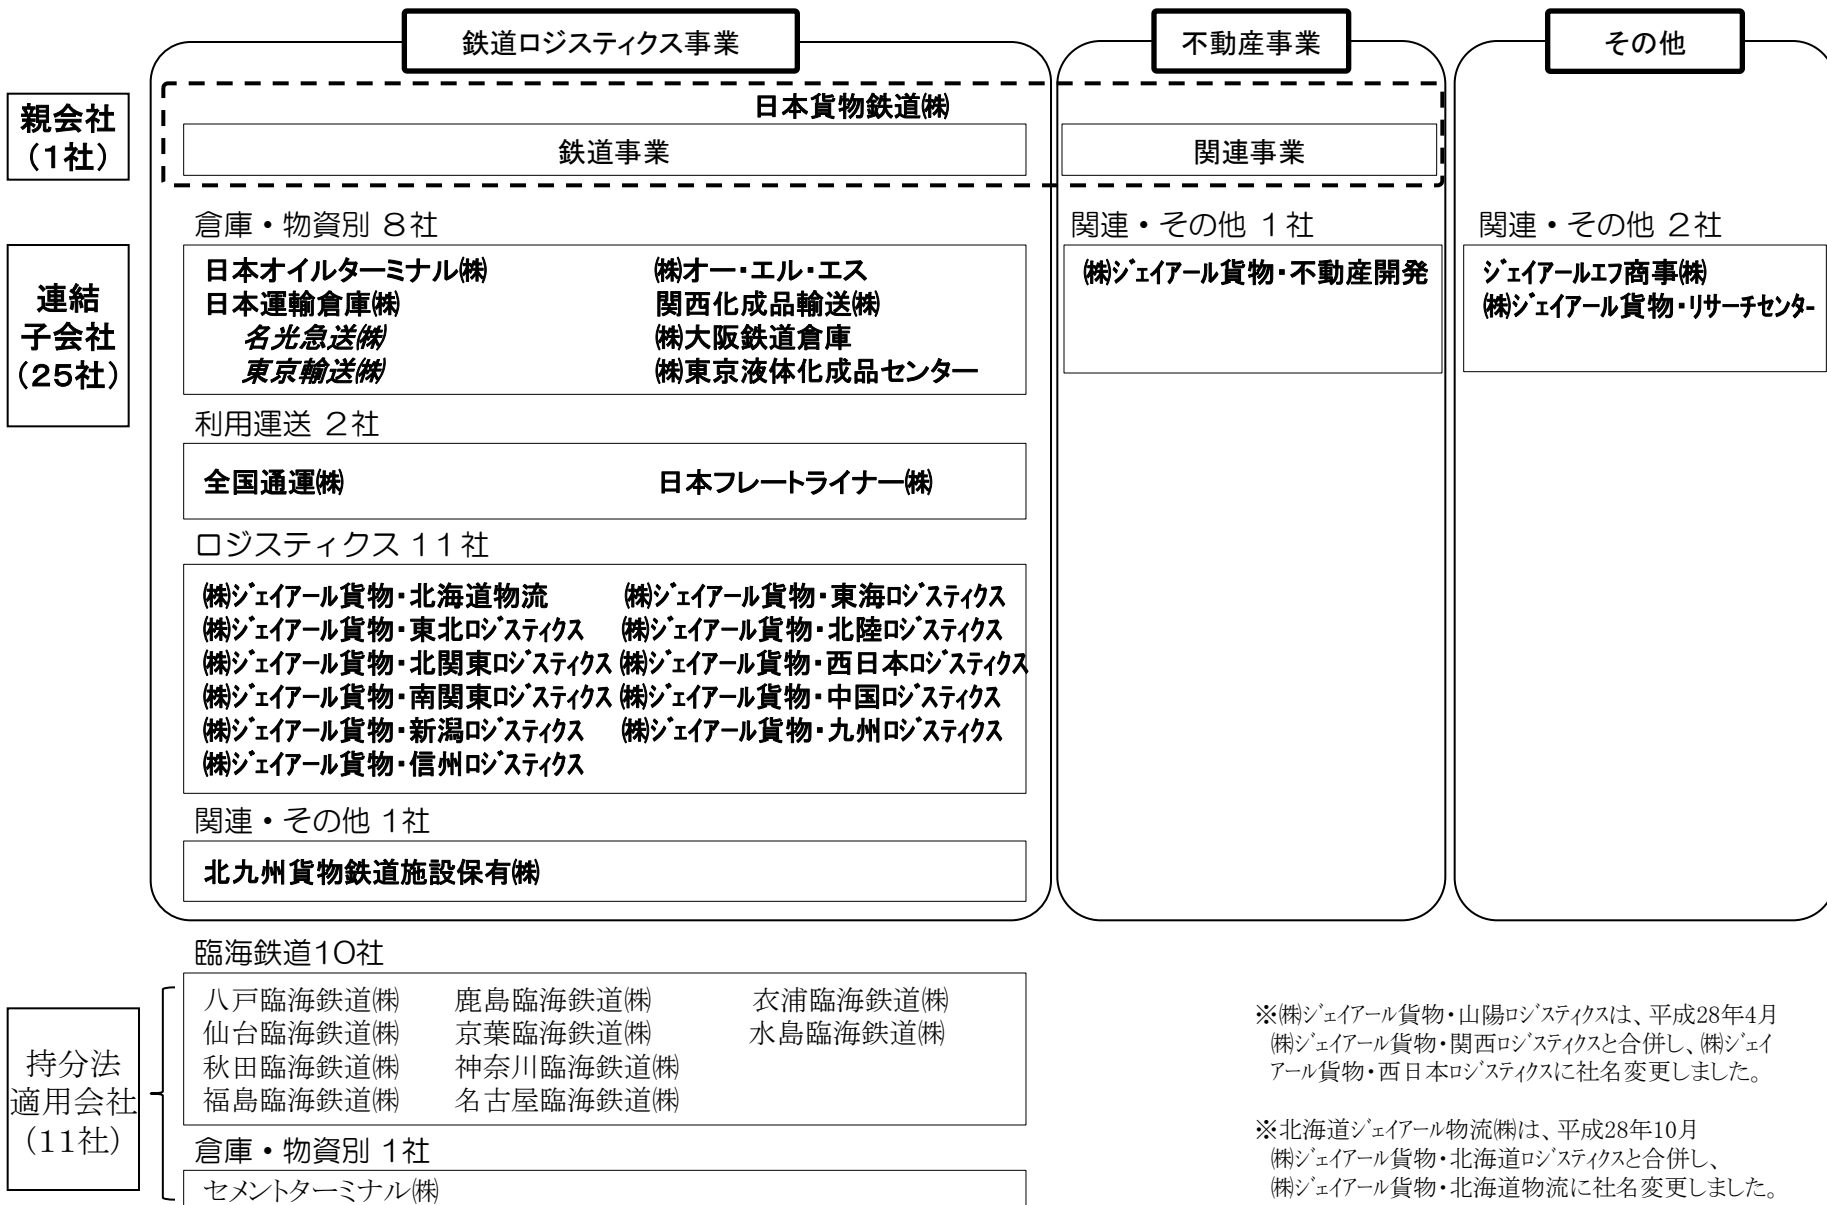 鉄道ロジスティクス事業
不動産事業
その他
親会社
(1社)
日本貨物鉄道㈱
鉄道事業
関連事業
連結
子会社
(25社)
倉庫・物資別 8社
日本オイルターミナル㈱
㈱オー・エル・エス
日本運輸倉庫㈱
関西化成品輸送㈱
名光急送㈱
㈱大阪鉄道倉庫
東京輸送㈱
㈱東京液体化成品センター
利用運送 2社
全国通運㈱
日本フレートライナー㈱
ロジスティクス 11社
㈱ジェイアール貨物・北海道物流
㈱ジェイアール貨物・東海ロジスティクス
㈱ジェイアール貨物・東北ロジスティクス
㈱ジェイアール貨物・北陸ロジスティクス
㈱ジェイアール貨物・北関東ロジスティクス
㈱ジェイアール貨物・西日本ロジスティクス
㈱ジェイアール貨物・南関東ロジスティクス
㈱ジェイアール貨物・中国ロジスティクス
㈱ジェイアール貨物・新潟ロジスティクス
㈱ジェイアール貨物・九州ロジスティクス
㈱ジェイアール貨物・信州ロジスティクス
関連・その他 1社
北九州貨物鉄道施設保有㈱
関連・その他 1社
㈱ジェイアール貨物・不動産開発
関連・その他 2社
ジェイアールエフ商事㈱
㈱ジェイアール貨物・リサーチセンター
持分法
適用会社
(11社)
臨海鉄道10社
八戸臨海鉄道㈱
鹿島臨海鉄道㈱
衣浦臨海鉄道㈱
仙台臨海鉄道㈱
京葉臨海鉄道㈱
水島臨海鉄道㈱
秋田臨海鉄道㈱
神奈川臨海鉄道㈱
福島臨海鉄道㈱
名古屋臨海鉄道㈱
倉庫・物資別 1社
セメントターミナル㈱
※㈱ジェイアール貨物・山陽ロジスティクスは、平成28年4月
㈱ジェイアール貨物・関西ロジスティクスと合併し、㈱ジェイ
アール貨物・西日本ロジスティクスに社名変更しました。
※北海道ジェイアール物流㈱は、平成28年10月
㈱ジェイアール貨物・北海道ロジスティクスと合併し、
㈱ジェイアール貨物・北海道物流に社名変更しました。